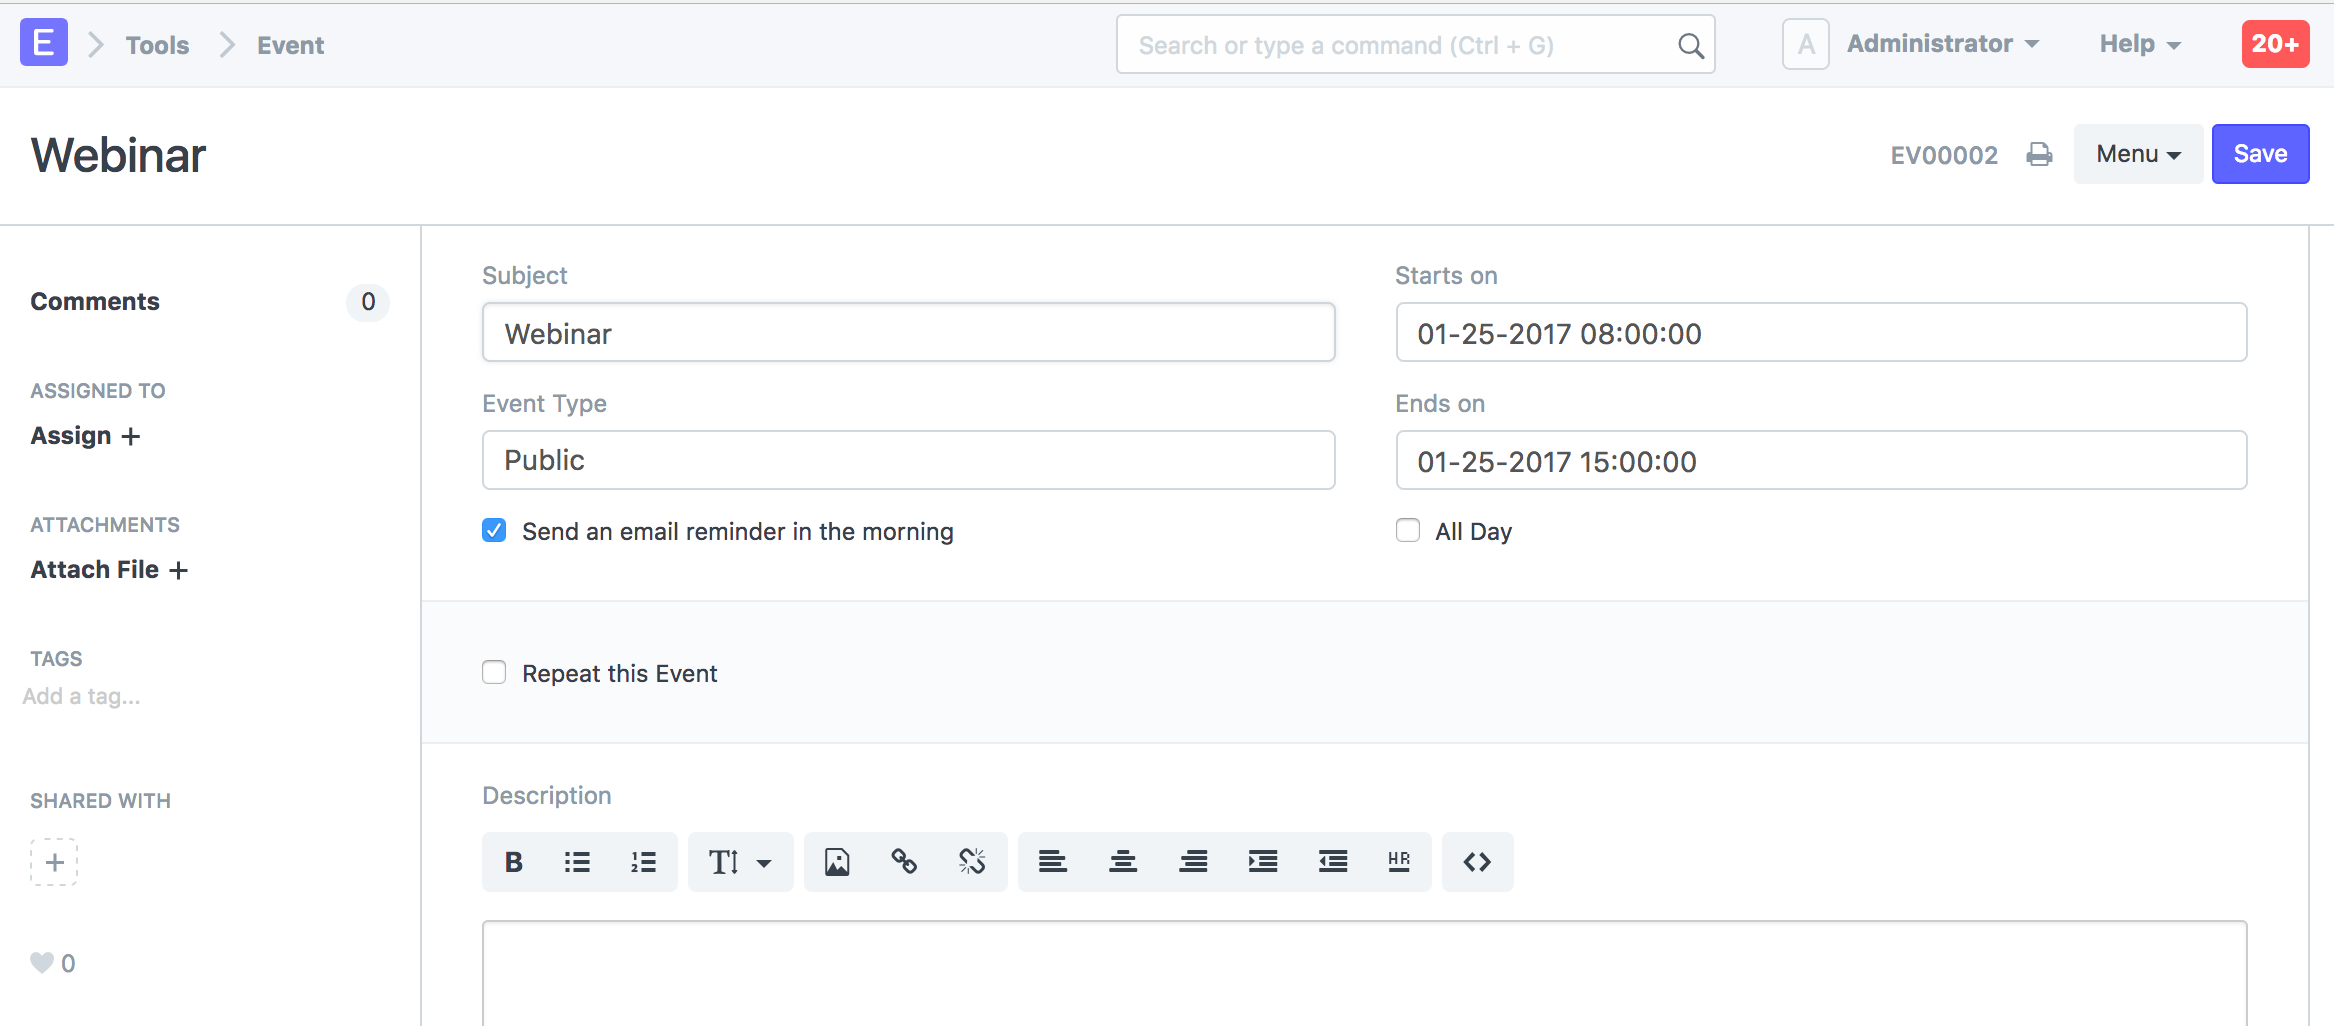 E Tools Event Search or type a command (Ctrl + G) A Administrator Help 20+
Webinar EV00002 Menu Save
Comments 0
ASSIGNED TO
Assign +
ATTACHMENTS
Attach File +
TAGS
Add a tag...
SHARED WITH
+
0
Subject
Webinar
Event Type
Public
Send an email reminder in the morning
Starts on
01-25-2017 08:00:00
Ends on
01-25-2017 15:00:00
All Day
Repeat this Event
Description
B T HR